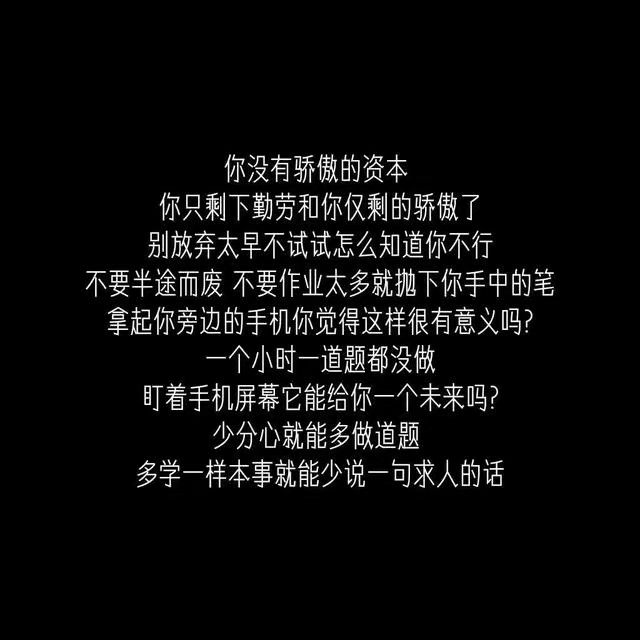 你没有骄傲的资本
你只剩下勤劳和你仅剩的骄傲了
别放弃太早不试试怎么知道你不行
不要半途而废 不要作业太多就抛下你手中的笔
拿起你旁边的手机你觉得这样很有意义吗?
一个小时一道题都没做
盯着手机屏幕它能给你一个未来吗?
少分心就能多做道题
多学一样本事就能少说一句求人的话